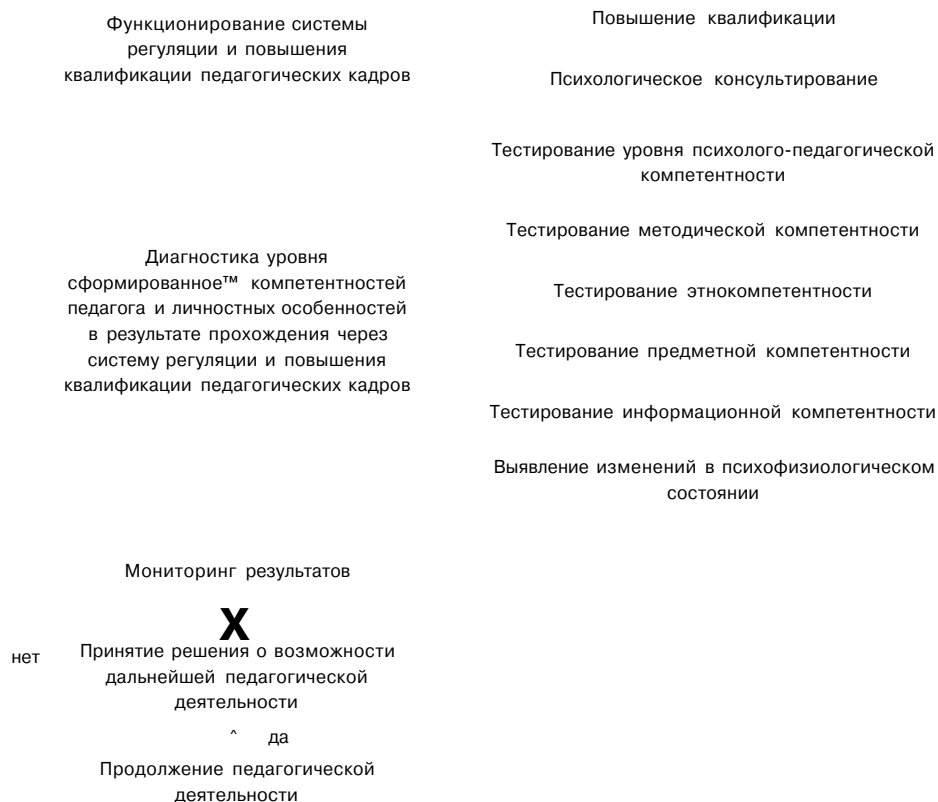 Функционирование системы
регуляции и повышения
квалификации педагогических кадров
Повышение квалификации
Психологическое консультирование
Тестирование уровня психолого-педагогической
компетентности
Тестирование методической компетентности
Диагностика уровня
сформированное™ компетентностей
педагога и личностных особенностей
в результате прохождения через
систему регуляции и повышения
квалификации педагогических кадров
Тестирование этнокомпетентности
Тестирование предметной компетентности
Тестирование информационной компетентности
Выявление изменений в психофизиологическом
состоянии
Мониторинг результатов
X
нет
Принятие решения о возможности
дальнейшей педагогической
деятельности
^ да
Продолжение педагогической
деятельности